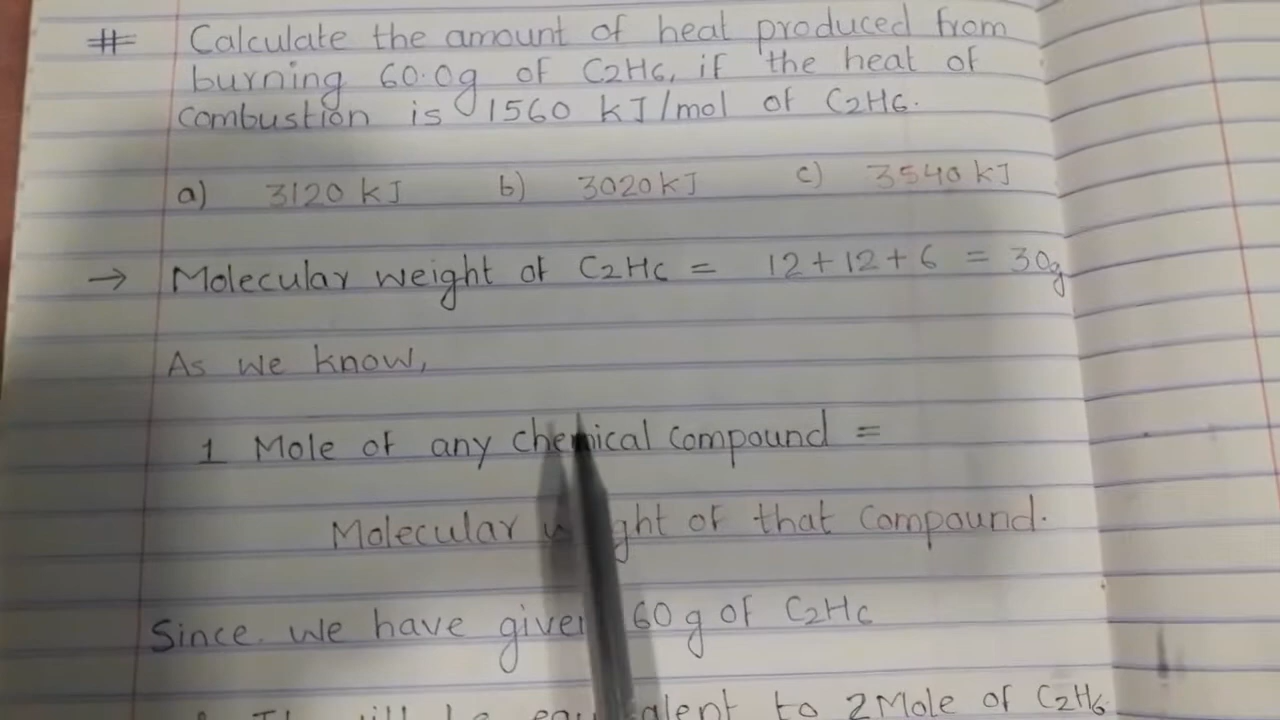 # Calculate the amount of heat produced from
burning 60.0g of C2H6, if the heat of
combustion is 1560 kJ/mol of C2H6.
a) 3120 kJ b) 3020 kJ c) 3540 kJ
→ Molecular weight of C2H6 = 12+12+6 = 30g
As we know,
1 Mole of any chemical compound =
Molecular of that compound.
Since we have 60 g of C2H6
to 2 Mole of C2H6